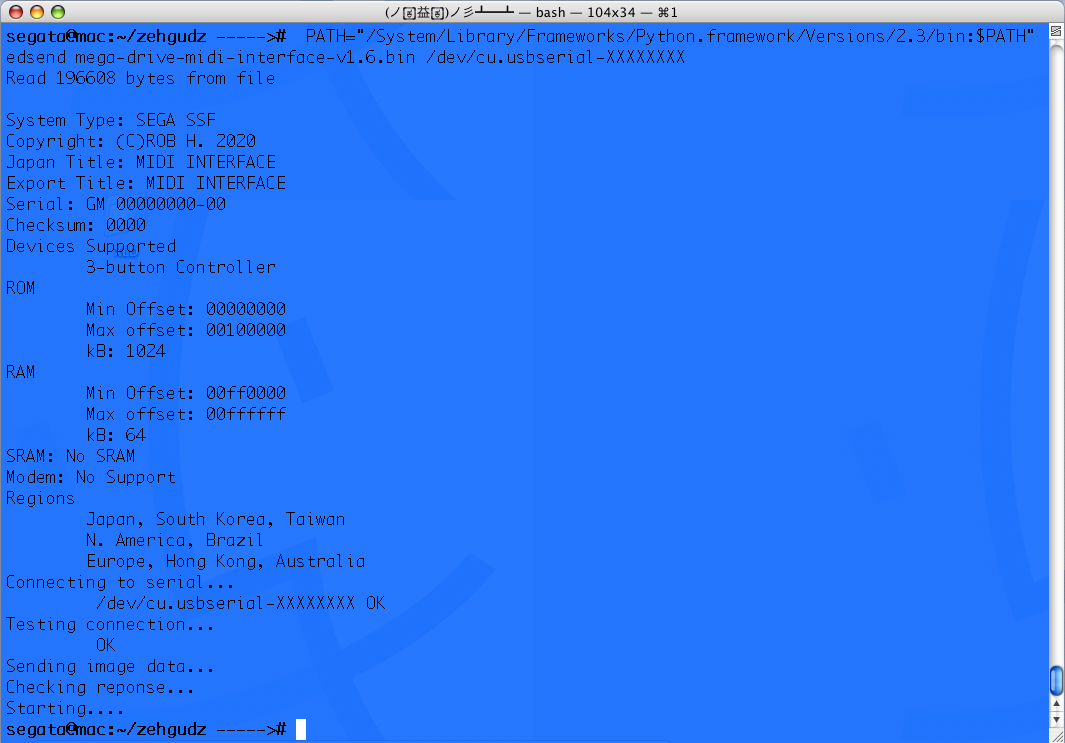 (ノಠ益ಠ)ノ彡┻━┻ — bash — 104x34 — ⌘1
segata@mac:~/zehgudz ----->#  PATH="/System/Library/Frameworks/Python.framework/Versions/2.3/bin:$PATH"
edsend mega-drive-midi-interface-v1.6.bin /dev/cu.usbserial-XXXXXXXX
Read 196608 bytes from file
System Type: SEGA SSF
Copyright: (C)ROB H. 2020
Japan Title: MIDI INTERFACE
Export Title: MIDI INTERFACE
Serial: GM 00000000-00
Checksum: 0000
Devices Supported
3-button Controller
ROM
Min Offset: 00000000
Max offset: 00100000
kB: 1024
RAM
Min Offset: 00ff0000
Max offset: 00ffffff
kB: 64
SRAM: No SRAM
Modem: No Support
Regions
Japan, South Korea, Taiwan
N. America, Brazil
Europe, Hong Kong, Australia
Connecting to serial...
/dev/cu.usbserial-XXXXXXXX OK
Testing connection...
OK
Sending image data...
Checking reponse...
Starting....
segata@mac:~/zehgudz ----->#